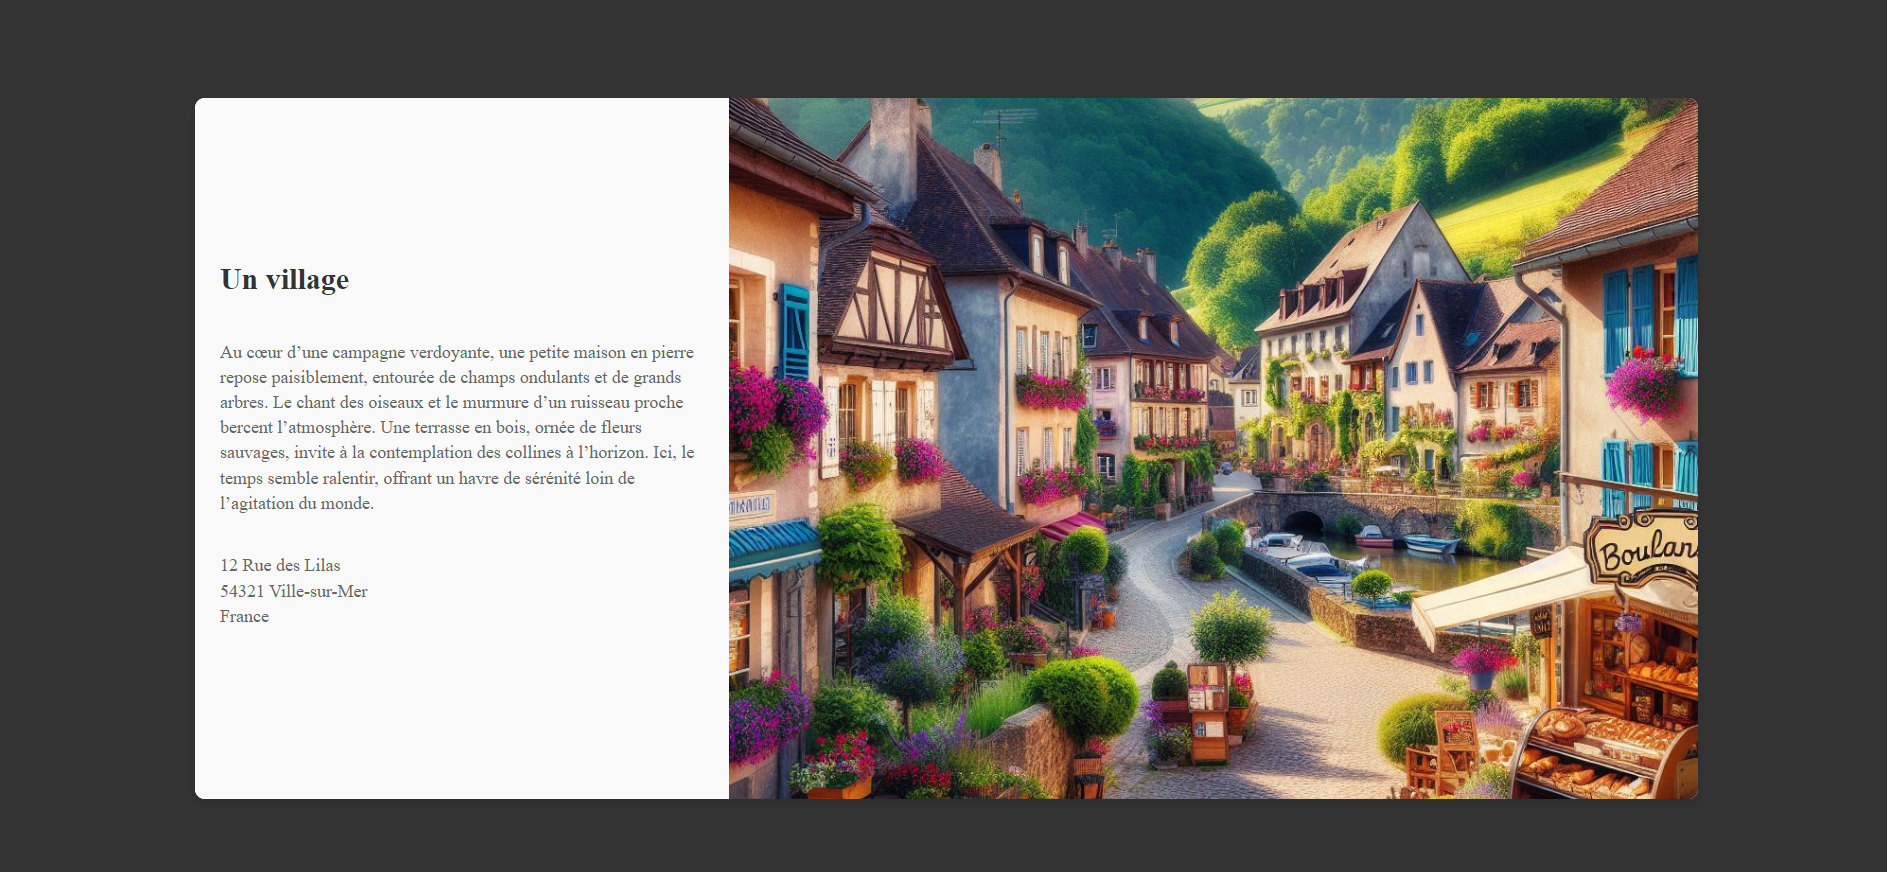 Un village
Au cœur d’une campagne verdoyante, une petite maison en pierre
repose paisiblement, entourée de champs ondulants et de grands
arbres. Le chant des oiseaux et le murmure d’un ruisseau proche
bercent l’atmosphère. Une terrasse en bois, ornée de fleurs
sauvages, invite à la contemplation des collines à l’horizon. Ici, le
temps semble ralentir, offrant un havre de sérénité loin de
l’agitation du monde.
12 Rue des Lilas
54321 Ville-sur-Mer
France
Boulan